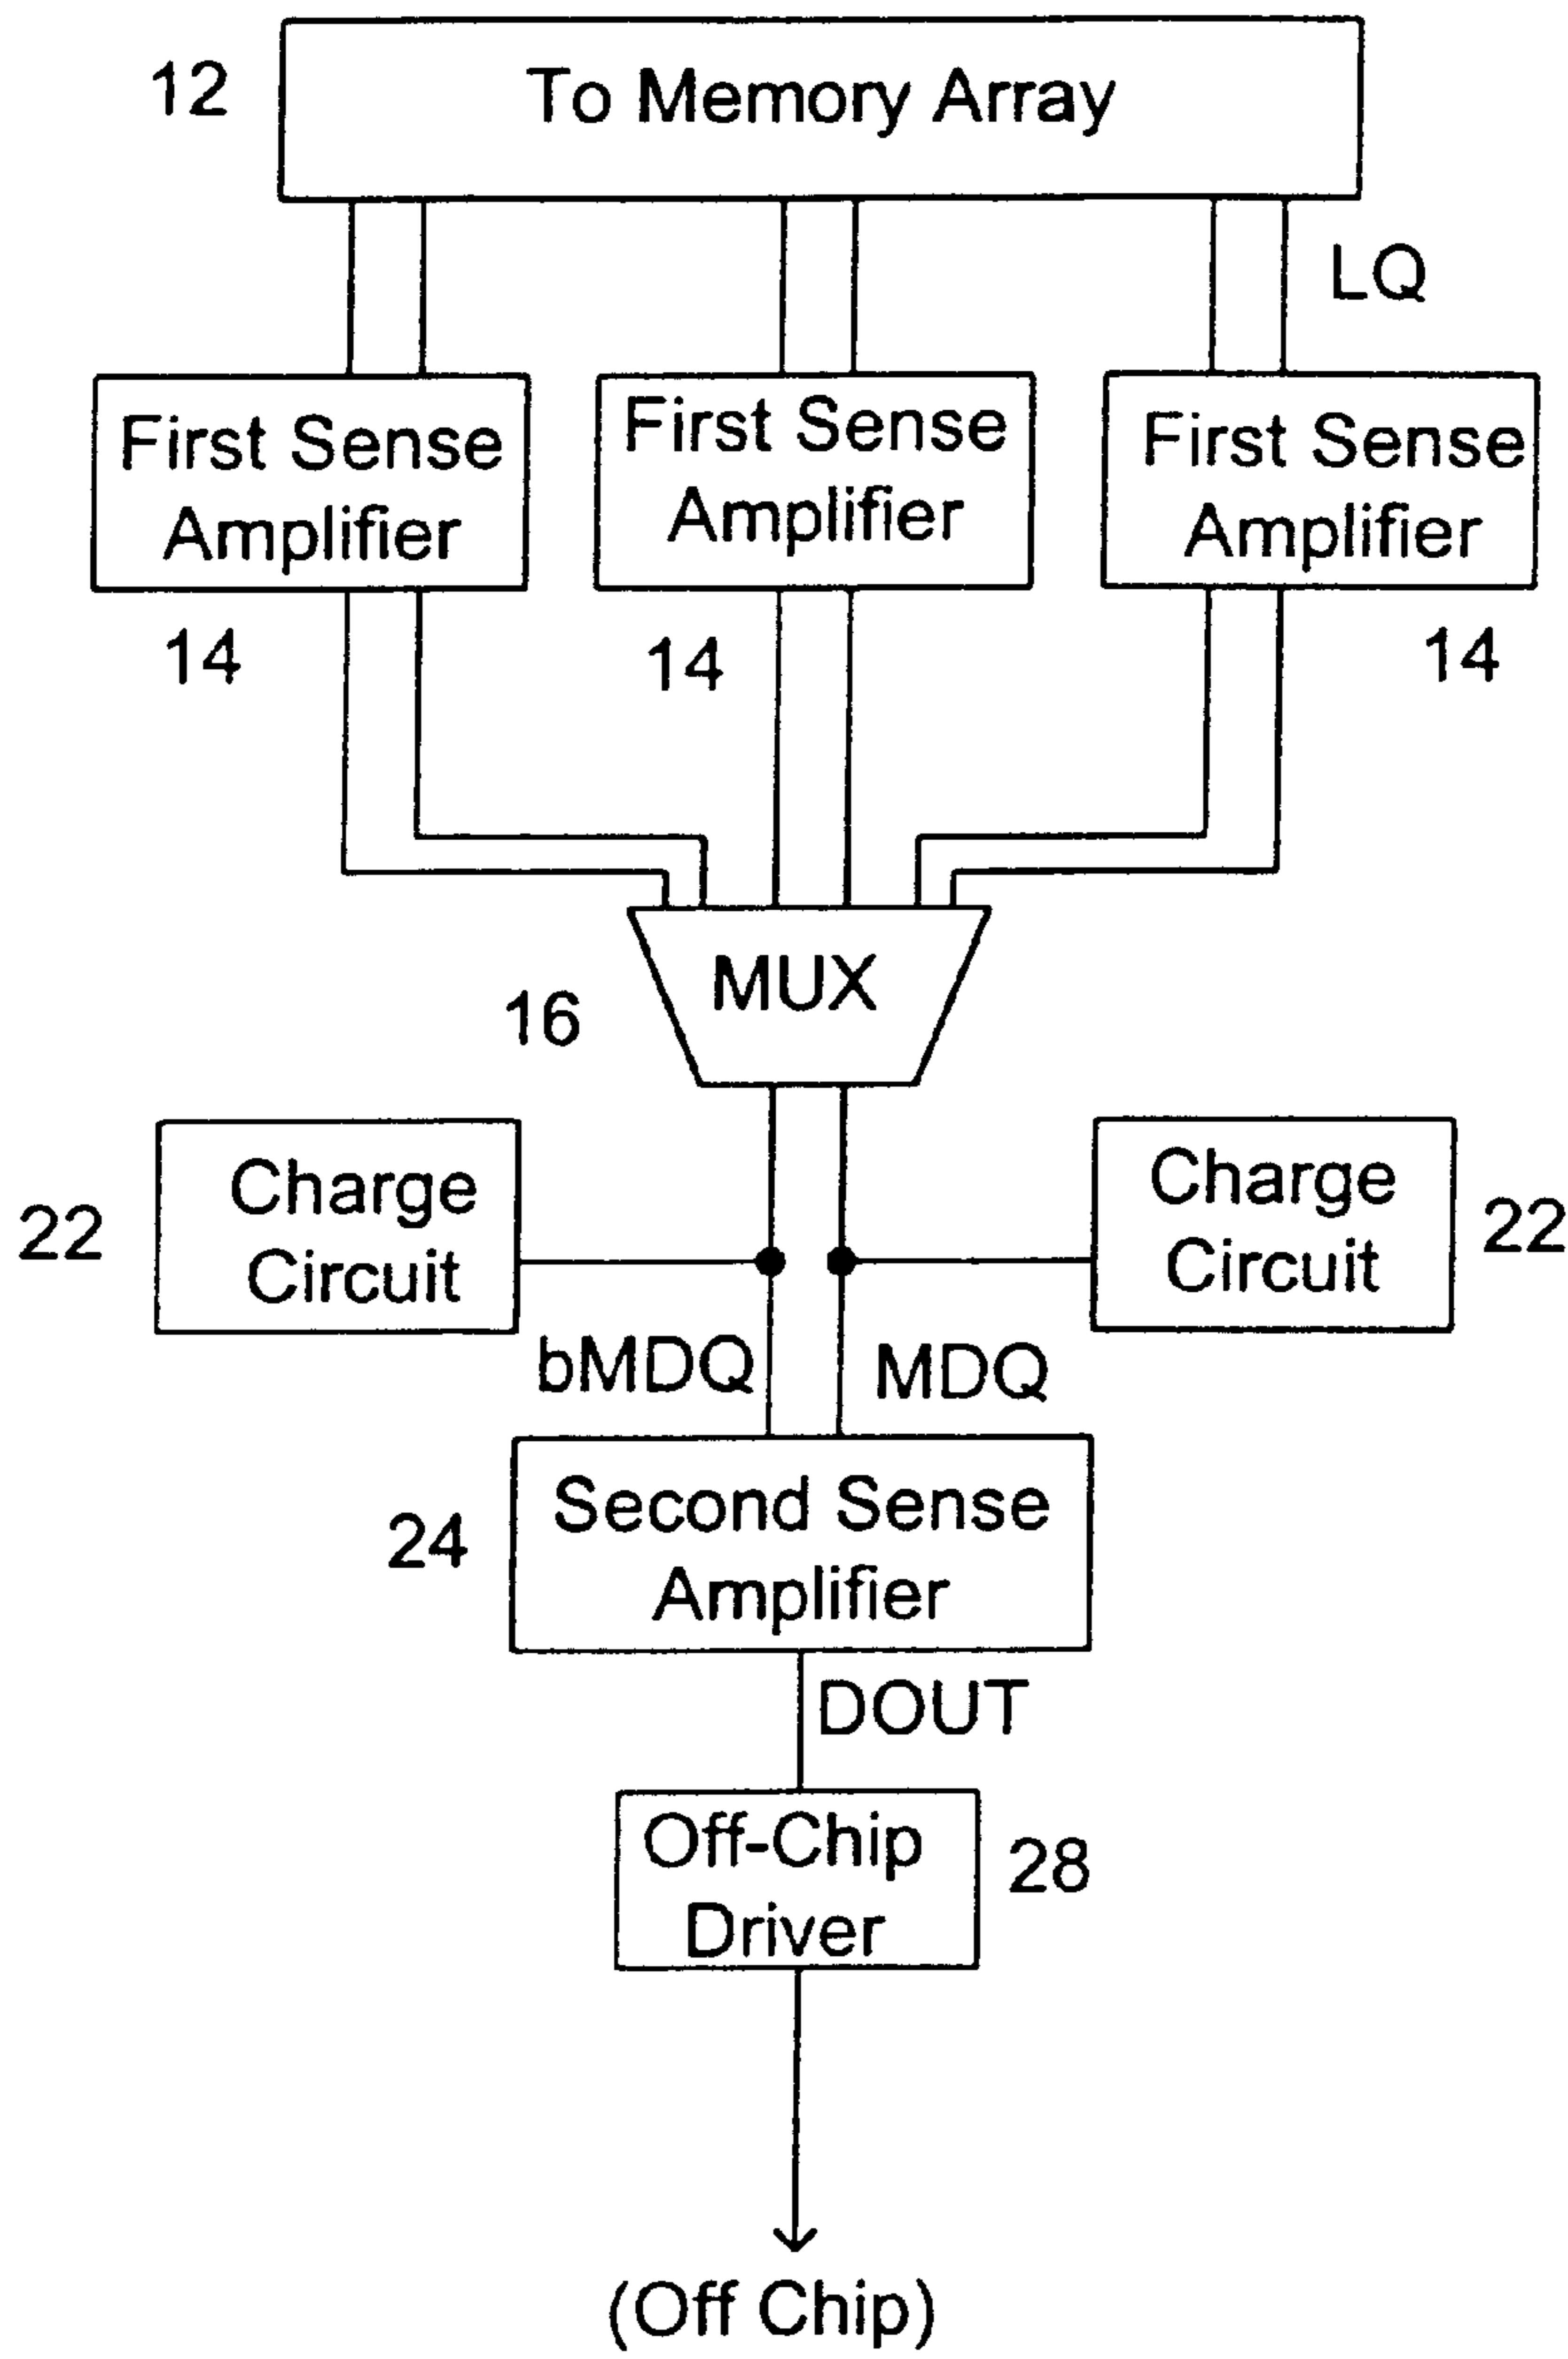 12
To Memory Array
LQ
First Sense
Amplifier
First Sense
Amplifier
First Sense
Amplifier
14
14
14
MUX
16
Charge
Circuit
22
Charge
Circuit
22
bMDQ
MDQ
Second Sense
Amplifier
24
DOUT
Off-Chip
Driver
28
(Off Chip)